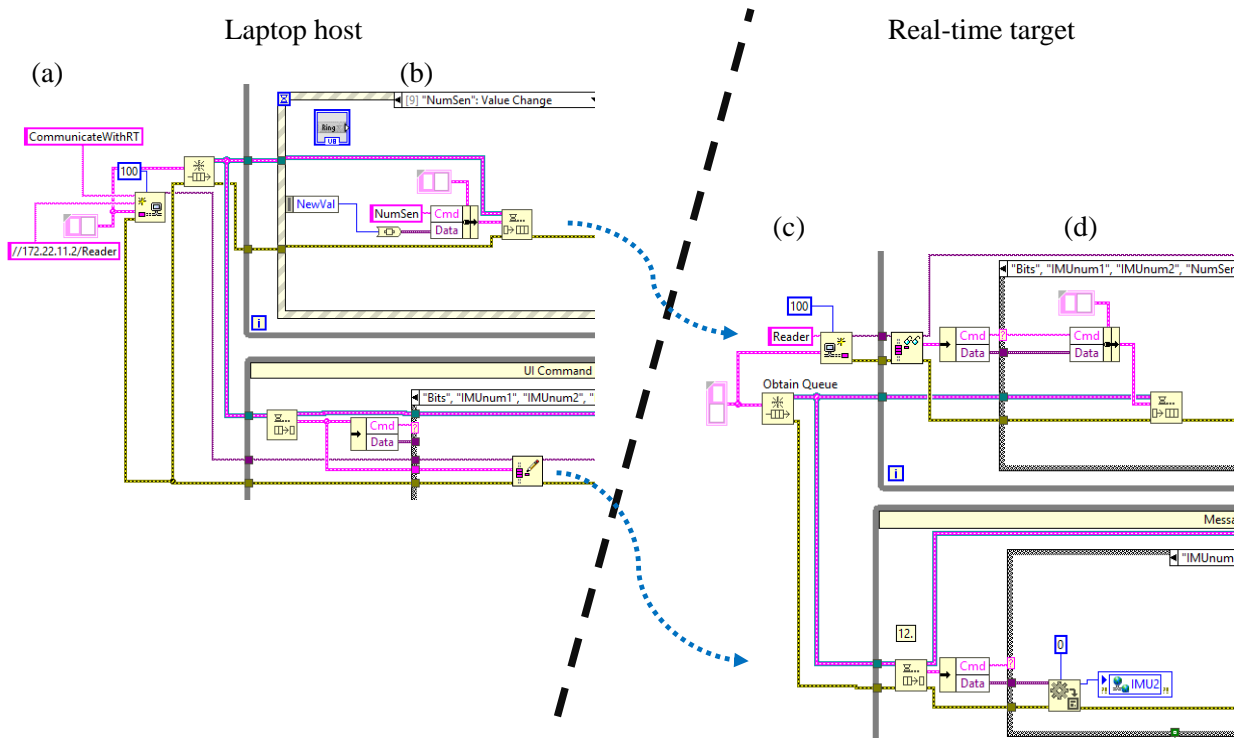 Laptop host
Real-time target
(a)
(b)
[9] "NumSen": Value Change
Ring
CommunicateWithRT
100
NewVal
NumSen
Cmd
Data
//172.22.11.2/Reader
i
UI Command
"Bits", "IMUnum1", "IMUnum2", "
Cmd
?
Data
(c)
(d)
"Bits", "IMUnum1", "IMUnum2", "NumSen
100
Reader
Cmd
?
Data
Cmd
Data
Obtain Queue
i
Messa
"IMUnum
12.
0
Cmd
?
Data
IMU2